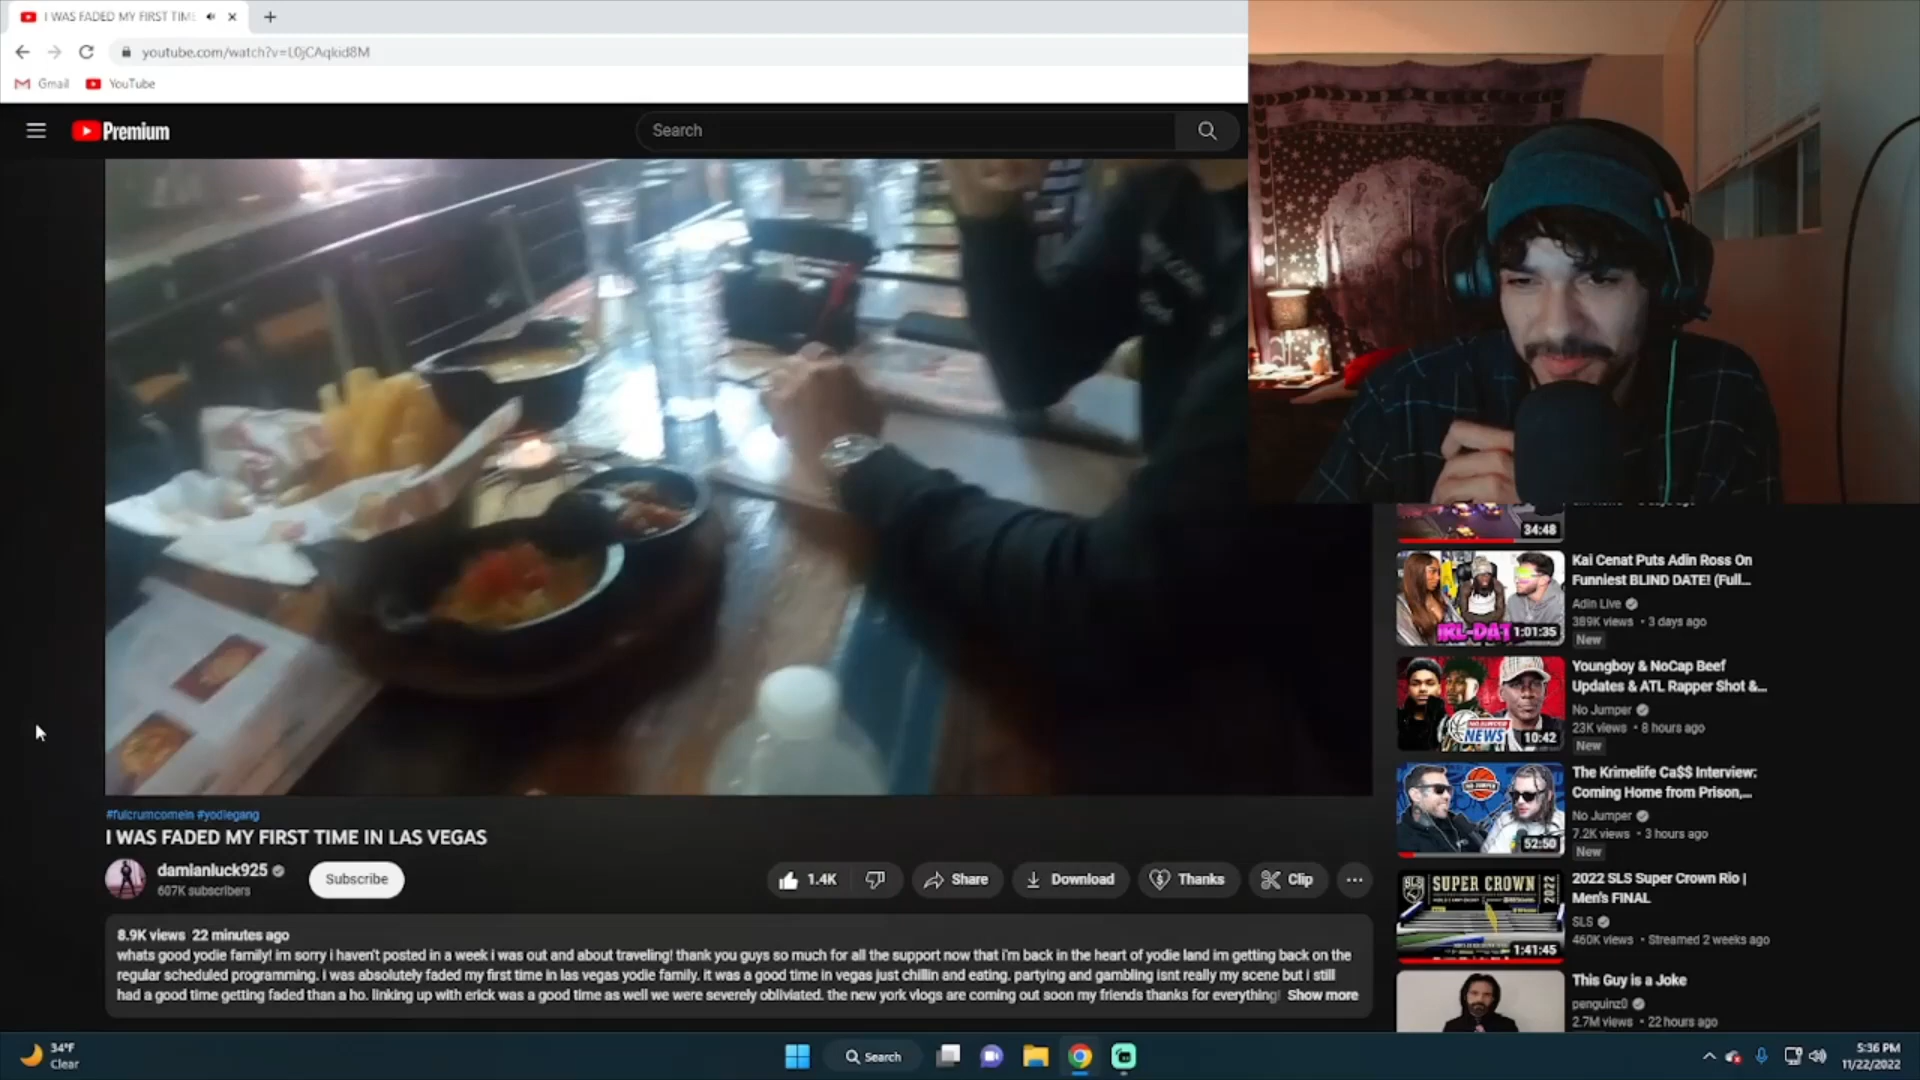 I WAS FADED MY FIRST TIME
youtube.com/watch?v=L0jCAqkid8M
Gmail
YouTube
Premium
Search
#fulcrumcomein #yodiegang
I WAS FADED MY FIRST TIME IN LAS VEGAS
damianluck925
607K subscribers
Subscribe
1.4K
Share
Download
Thanks
Clip
8.9K views 22 minutes ago
whats good yodie family! im sorry i haven't posted in a week i was out and about traveling! thank you guys so much for all the support now that i'm back in the heart of yodie land im getting back on the
regular scheduled programming. i was absolutely faded my first time in las vegas yodie family. it was a good time in vegas just chillin and eating. partying and gambling isnt really my scene but i still
had a good time getting faded than a ho. linking up with erick was a good time as well we were severely obliviated. the new york vlogs are coming out soon my friends thanks for everything! Show more
34:48
Kai Cenat Puts Adin Ross On
Funniest BLIND DATE! (Full...
Adin Live
389K views • 3 days ago
New
1:01:35
Youngboy & NoCap Beef
Updates & ATL Rapper Shot &...
No Jumper
23K views • 8 hours ago
New
NEWS
10:42
The Krimelife Ca$$ Interview:
Coming Home from Prison,...
No Jumper
7.2K views • 3 hours ago
New
52:50
SLS SUPER CROWN 2022
2022 SLS Super Crown Rio |
Men's FINAL
SLS
460K views • Streamed 2 weeks ago
1:41:45
This Guy is a Joke
penguinz0
2.7M views • 22 hours ago
34°F
Clear
Search
5:36 PM
11/22/2022